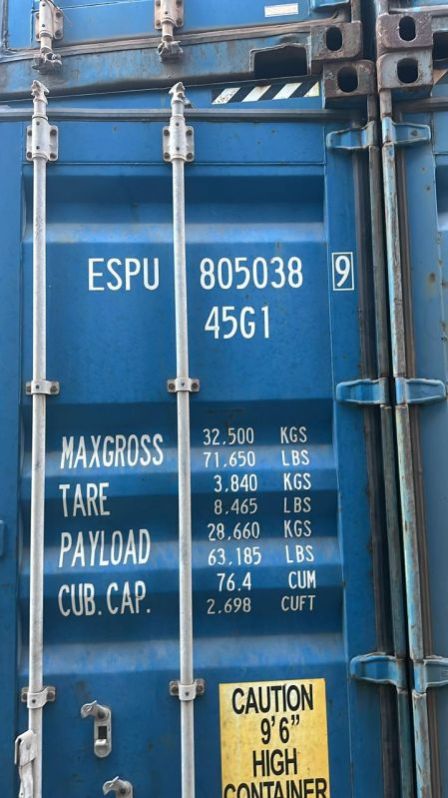 ESPU 805038 9
45G1
MAXGROSS 32.500 KGS
71,650 LBS
TARE 3,840 KGS
8.465 LBS
PAYLOAD 28,660 KGS
63,185 LBS
CUB.CAP. 76.4 CUM
2,698 CUFT
CAUTION
9'6"
HIGH
CONTAINER